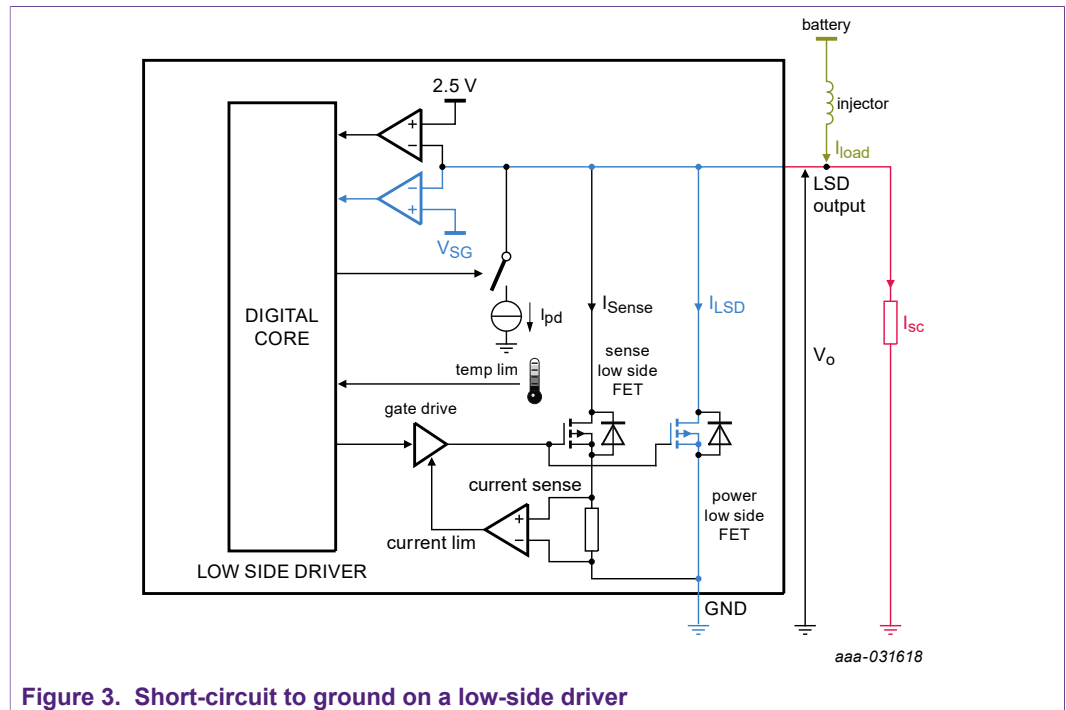 battery
2.5 V
+
−
injector
Iload
−
+
LSD
output
VSG
DIGITAL
CORE
ISense
ILSD
Ipd
Isc
Vo
temp lim
sense
low side
FET
gate drive
current sense
+
−
power
low side
FET
current lim
LOW SIDE DRIVER
GND
aaa-031618
Figure 3. Short-circuit to ground on a low-side driver